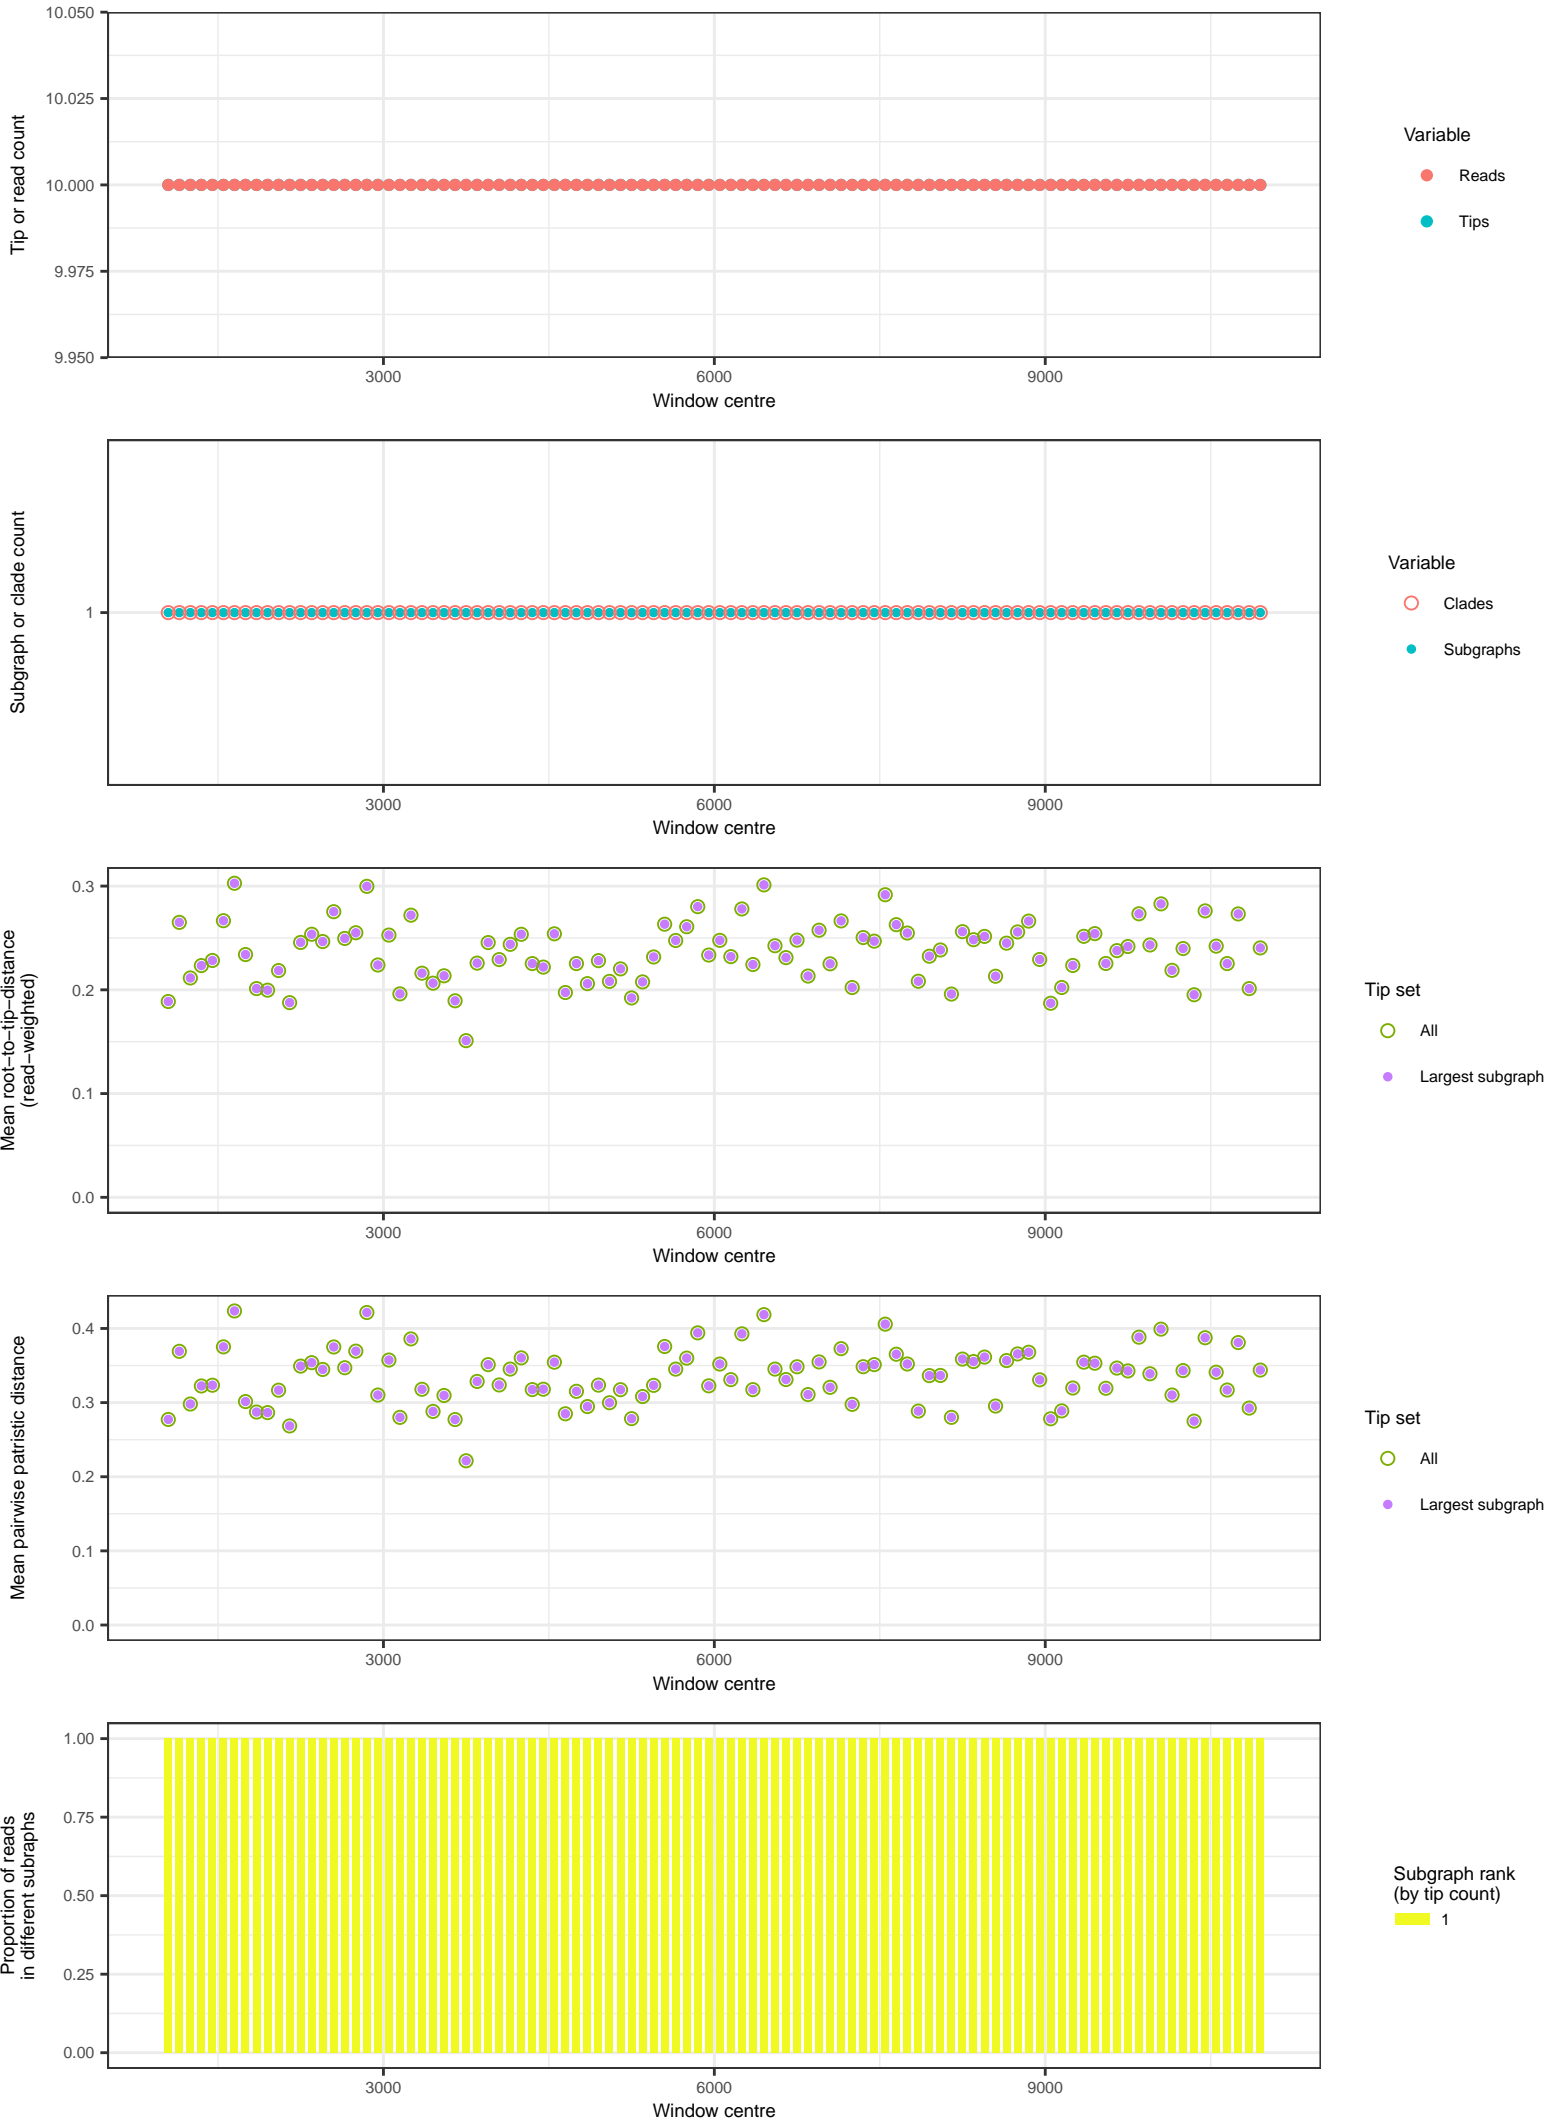 10.050
10.025
10.000
9.975
9.950
Tip or read count
3000 6000 9000
Window centre
Variable
Reads
Tips
1
Subgraph or clade count
3000 6000 9000
Window centre
Variable
Clades
Subgraphs
0.3
0.2
0.1
0.0
Mean root−to−tip−distance
(read−weighted)
3000 6000 9000
Window centre
Tip set
All
Largest subgraph
0.4
0.3
0.2
0.1
0.0
Mean pairwise patristic distance
3000 6000 9000
Window centre
Tip set
All
Largest subgraph
1.00
0.75
0.50
0.25
0.00
Proportion of reads
in different subraphs
3000 6000 9000
Window centre
Subgraph rank
(by tip count)
1